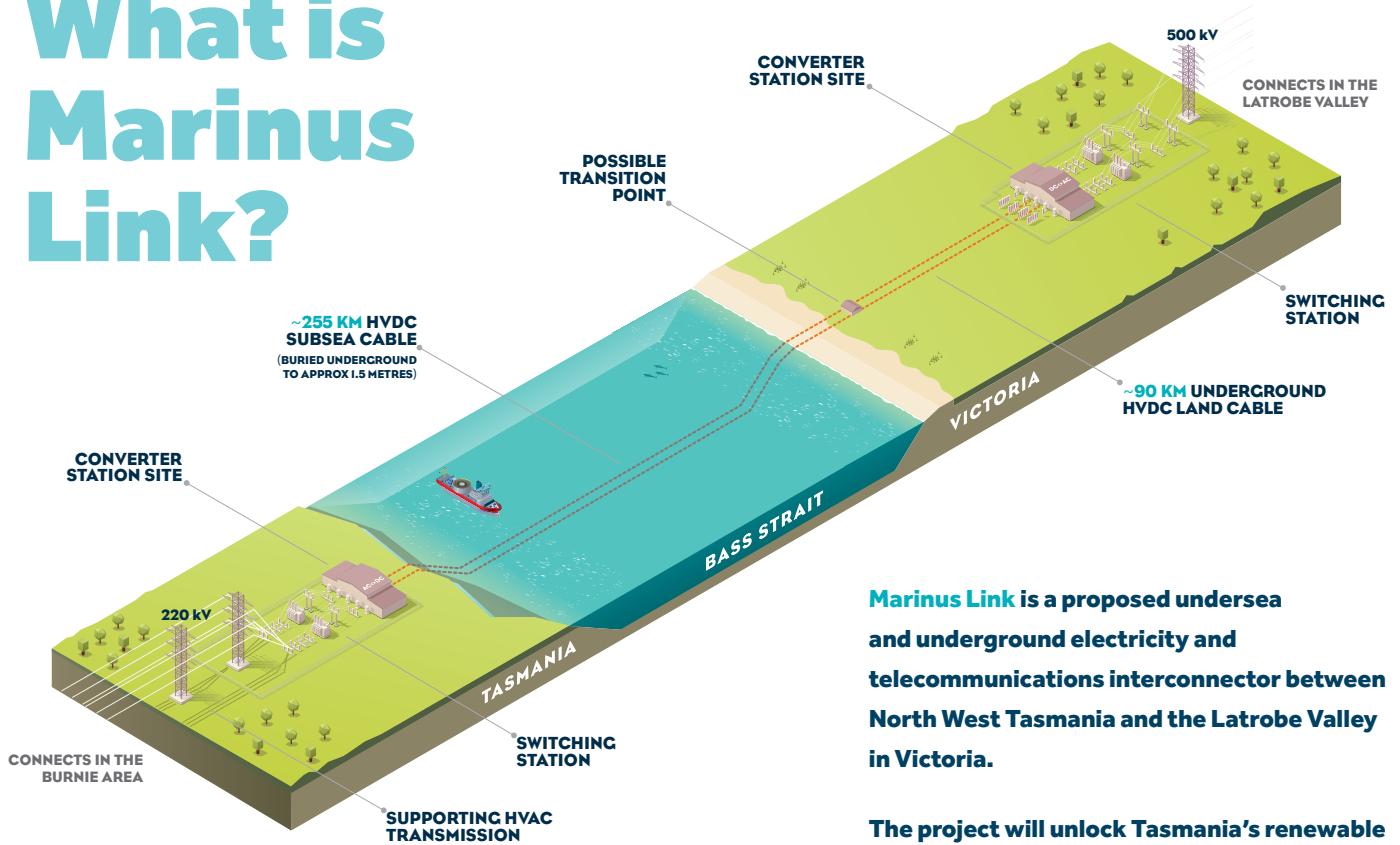 What is
Marinus
Link?
500 kV
CONVERTER
STATION SITE
CONNECTS IN THE
LATROBE VALLEY
POSSIBLE
TRANSITION
POINT
DC↔AC
SWITCHING
STATION
~255 KM HVDC
SUBSEA CABLE
(BURIED UNDERGROUND
TO APPROX 1.5 METRES)
~90 KM UNDERGROUND
HVDC LAND CABLE
VICTORIA
CONVERTER
STATION SITE
BASS STRAIT
AC↔DC
220 kV
TASMANIA
SWITCHING
STATION
CONNECTS IN THE
BURNIE AREA
SUPPORTING HVAC
TRANSMISSION
Marinus Link is a proposed undersea
and underground electricity and
telecommunications interconnector between
North West Tasmania and the Latrobe Valley
in Victoria.
The project will unlock Tasmania’s renewable